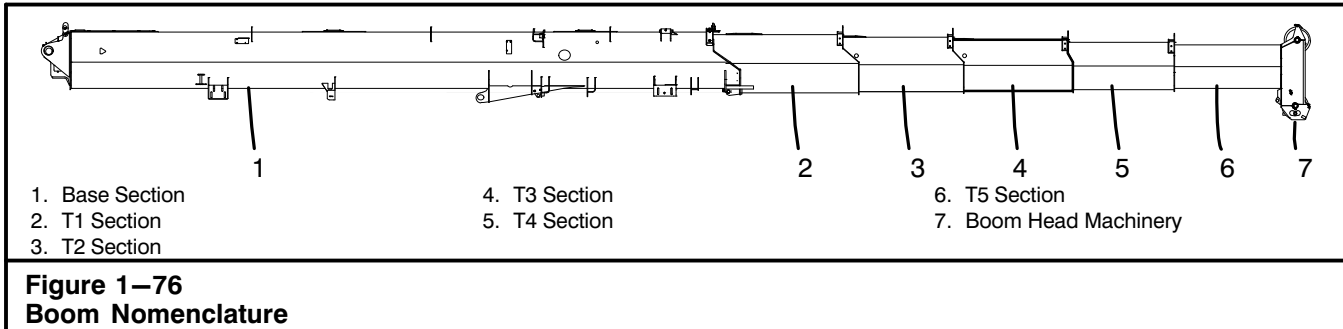 1 2 3 4 5 6 7
1. Base Section
2. T1 Section
3. T2 Section
4. T3 Section
5. T4 Section
6. T5 Section
7. Boom Head Machinery
Figure 1—76
Boom Nomenclature